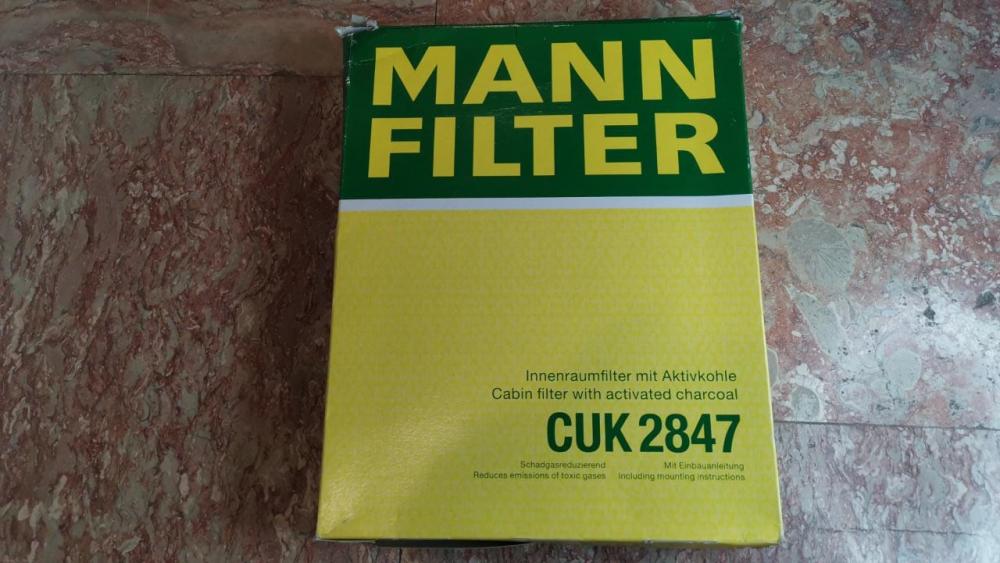 MANN
FILTER
Innenraumfilter mit Aktivkohle
Cabin filter with activated charcoal
CUK 2847
Schadgasreduzierend
Reduces emissions of toxic gases
Mit Einbauanleitung
including mounting instructions